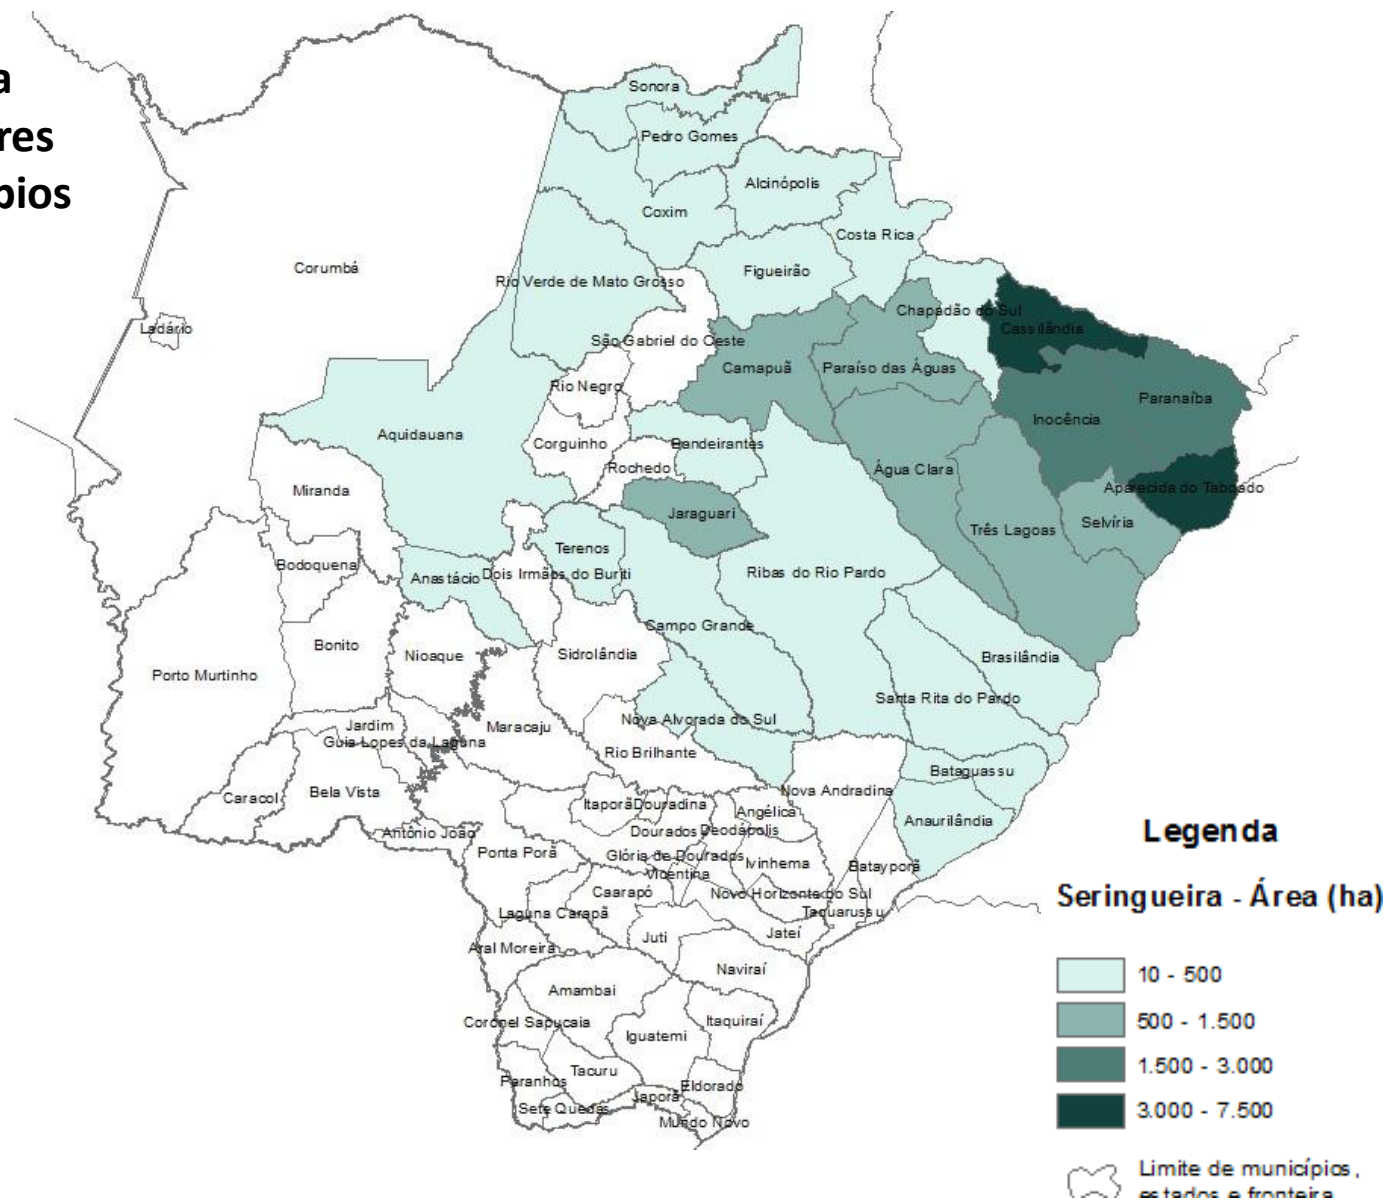 a
res
pios
Sonora
Pedro Gomes
Alcinópolis
Coxim
Costa Rica
Corumbá
Figueirão
Rio Verde de Mato Grosso
Chapadão do Sul
Ladário
Cassilândia
São Gabriel do Oeste
Camapuã
Paraíso das Águas
Rio Negro
Paranaíba
Inocência
Aquidauana
Corguinho
Bandeirantes
Rochedo
Água Clara
Miranda
Aparecida do Taboado
Jaraguari
Selvíria
Três Lagoas
Terenos
Bodoquena
Anastácio
Dois Irmãos do Buriti
Ribas do Rio Pardo
Campo Grande
Bonito
Nioaque
Sidrolândia
Brasilândia
Porto Murtinho
Santa Rita do Pardo
Jardim
Maracaju
Nova Alvorada do Sul
Guia Lopes da Laguna
Rio Brilhante
Bataguassu
Bela Vista
Nova Andradina
Caracol
Itaporã
Douradina
Angélica
Anaurilândia
Antônio João
Dourados
Deodápolis
Legenda
Ponta Porã
Glória de Dourados
Ivinhema
Batayporã
Vicentina
Caarapó
Novo Horizonte do Sul
Seringueira - Área (ha)
Laguna Carapã
Taquarussu
Juti
Jateí
Aral Moreira
Naviraí
10 - 500
Amambai
Coronel Sapucaia
Itaquiraí
500 - 1.500
Iguatemi
1.500 - 3.000
Tacuru
Paranhos
Eldorado
Japorã
Sete Quedas
3.000 - 7.500
Mundo Novo
Limite de municípios,
estados e fronteira